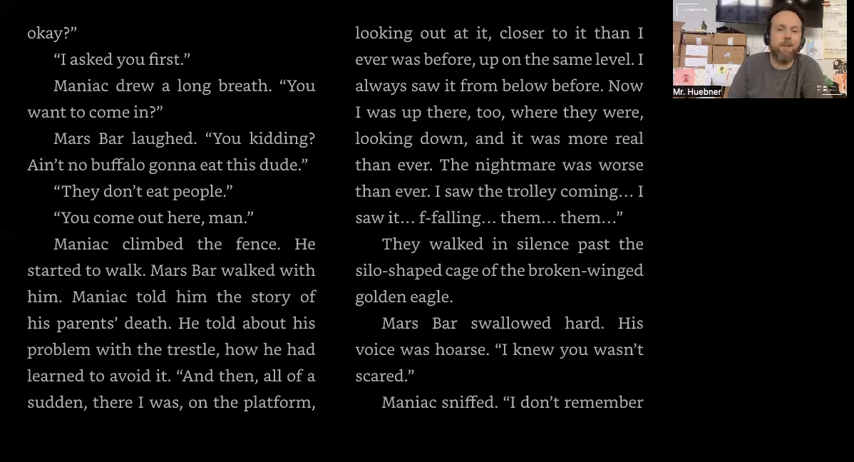 okay?”
“I asked you first.”
Maniac drew a long breath. “You
want to come in?”
Mars Bar laughed. “You kidding?
Ain’t no buffalo gonna eat this dude.”
“They don’t eat people.”
“You come out here, man.”
Maniac climbed the fence. He
started to walk. Mars Bar walked with
him. Maniac told him the story of
his parents’ death. He told about his
problem with the trestle, how he had
learned to avoid it. “And then, all of a
sudden, there I was, on the platform,
looking out at it, closer to it than I
ever was before, up on the same level. I
always saw it from below before. Now
I was up there, too, where they were,
looking down, and it was more real
than ever. The nightmare was worse
than ever. I saw the trolley coming… I
saw it… f-falling… them… them…”
They walked in silence past the
silo-shaped cage of the broken-winged
golden eagle.
Mars Bar swallowed hard. His
voice was hoarse. “I knew you wasn’t
scared.”
Maniac sniffed. “I don’t remember
Mr. Huebner